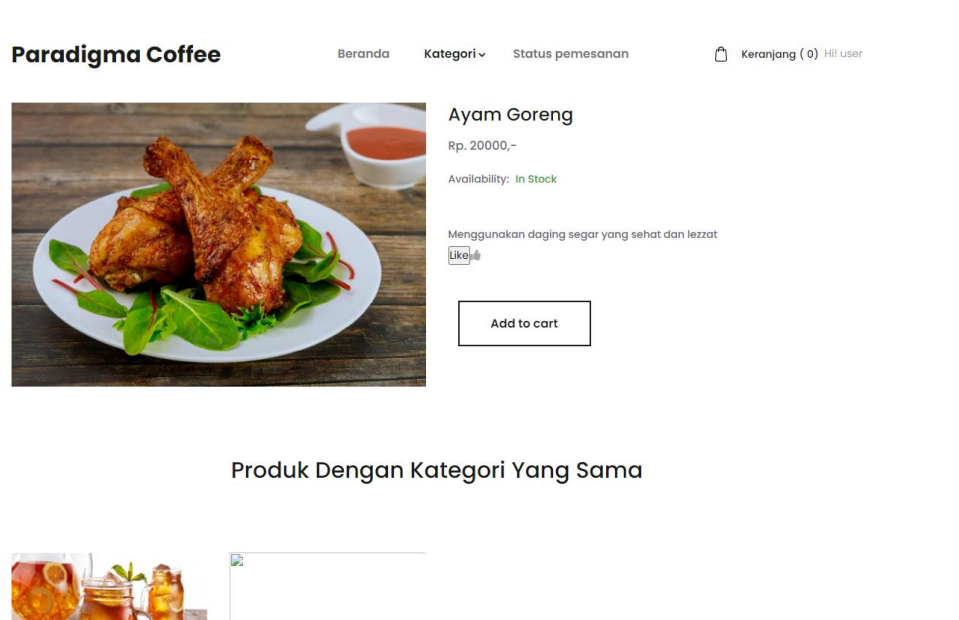 Paradigma Coffee Beranda Kategori Status pemesanan Keranjang ( 0) Hi! user
Ayam Goreng
Rp. 20000,-
Availability: In Stock
Menggunakan daging segar yang sehat dan lezzat
Like
Add to cart
Produk Dengan Kategori Yang Sama